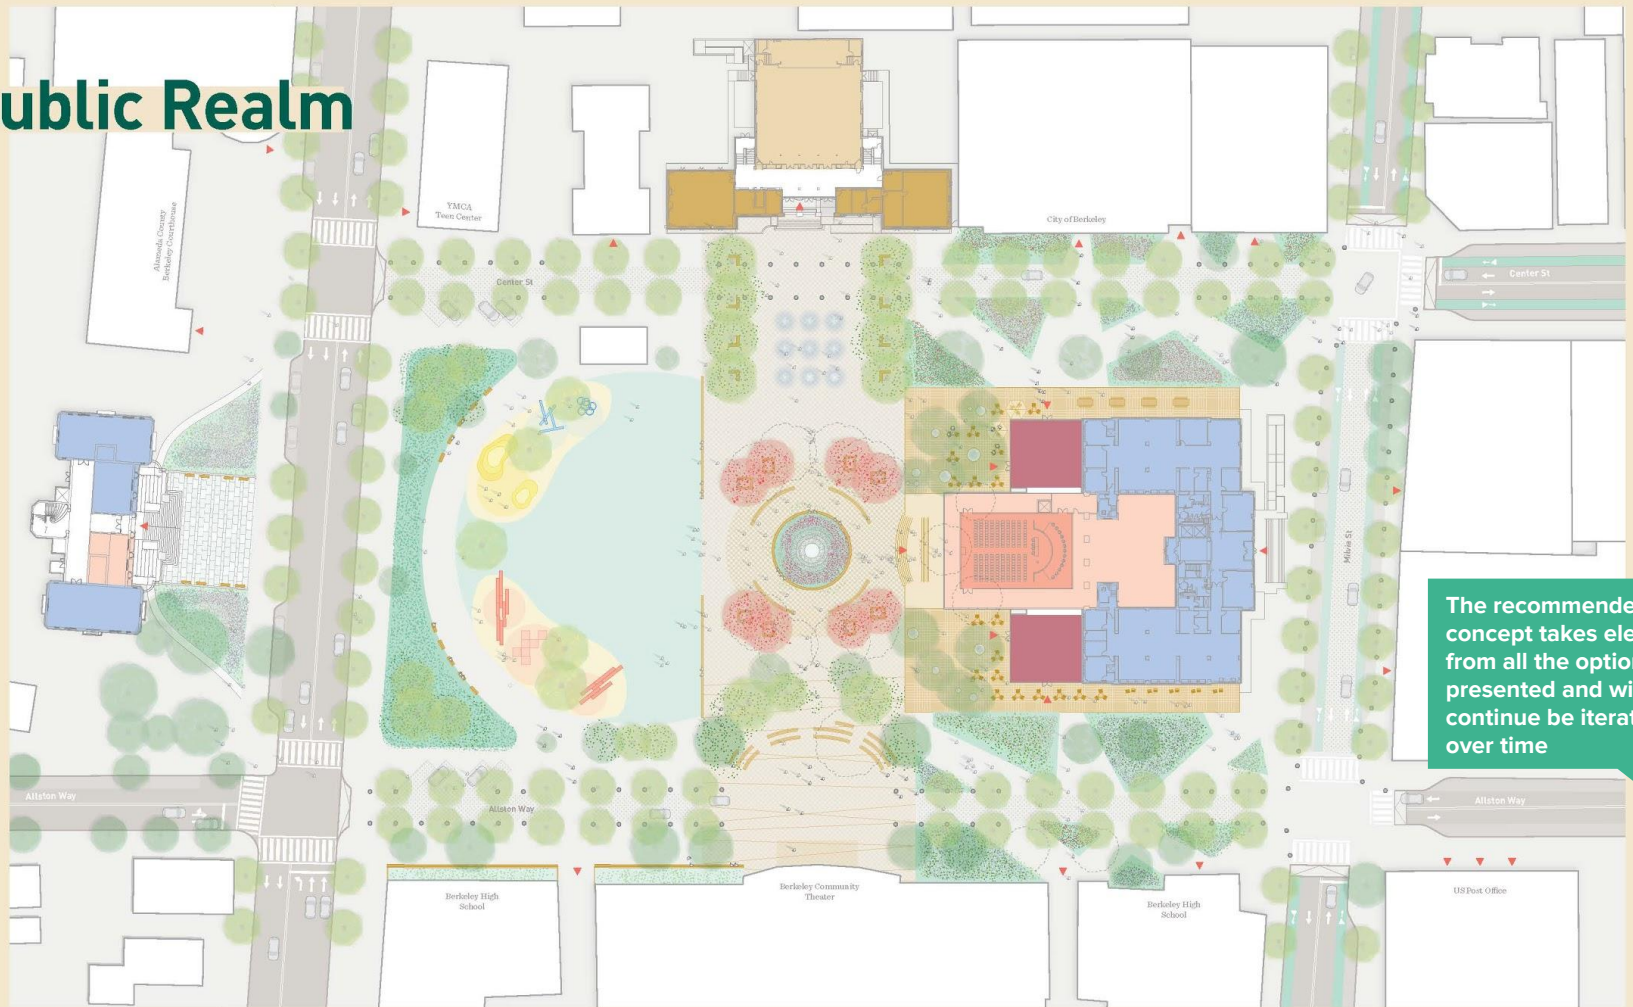 ublic Realm
Alameda County
Berkeley Courthouse
YMCA
Teen Center
City of Berkeley
Center St
Center St
Milvia St
The recommende
concept takes ele
from all the option
presented and wi
continue be iterat
over time
Allston Way
Allston Way
Allston Way
Berkeley High
School
Berkeley Community
Theater
Berkeley High
School
US Post Office